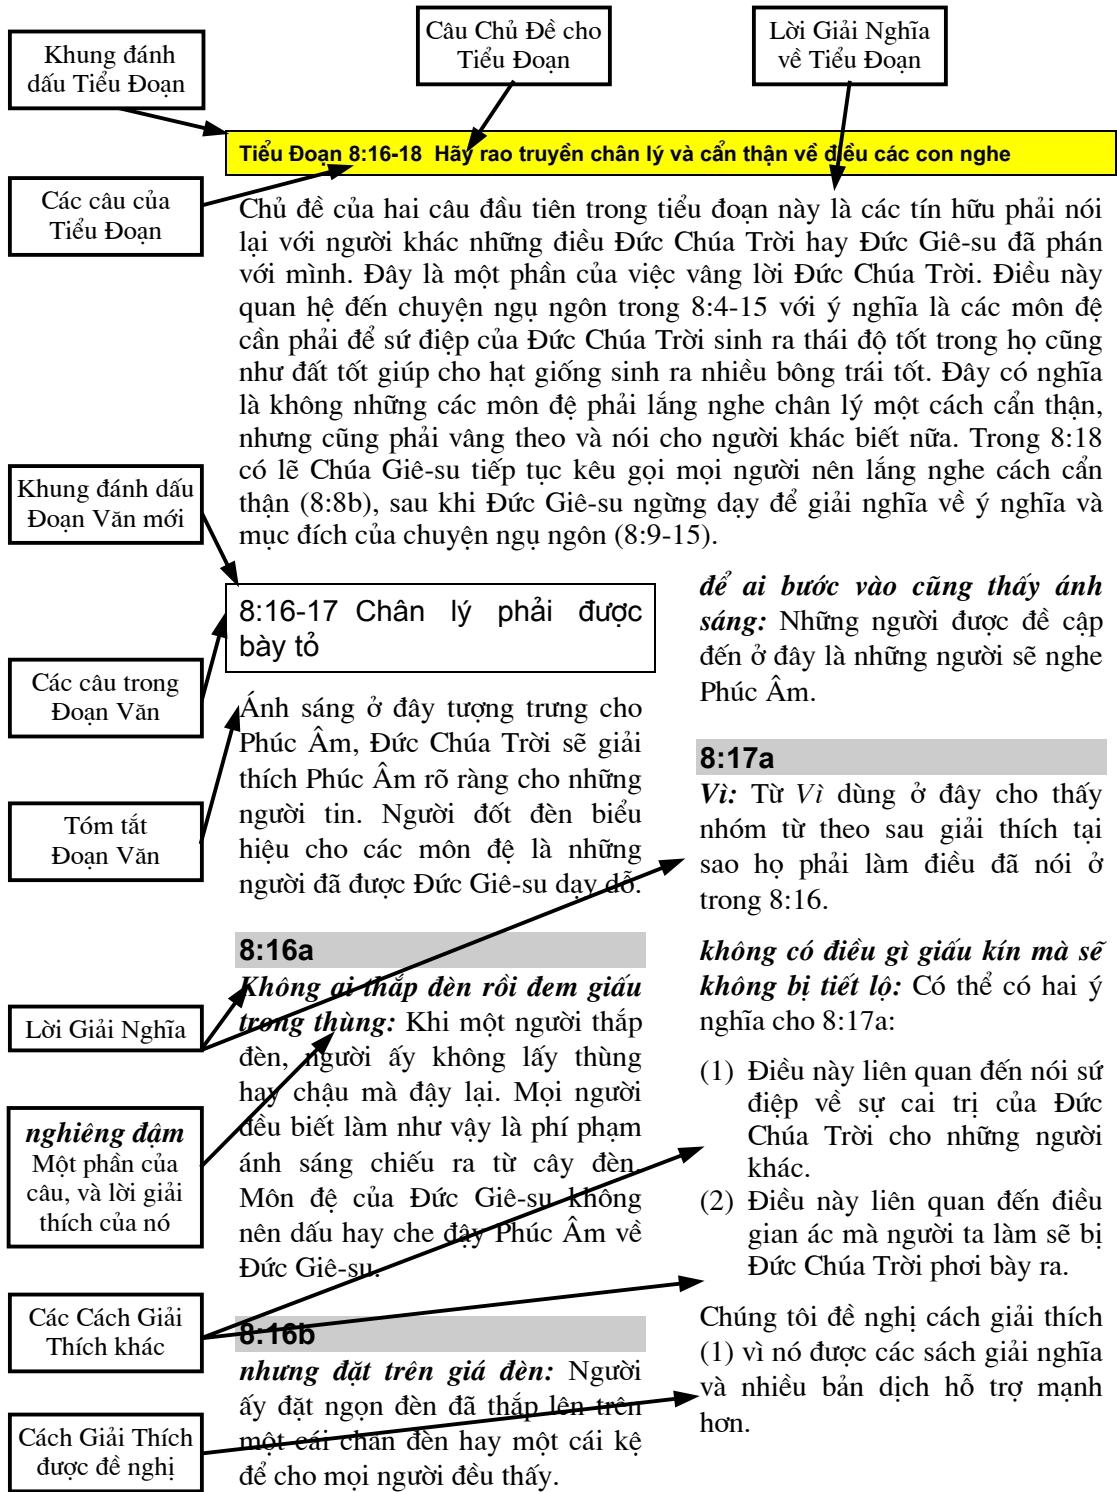 Khung đánh
dấu Tiểu Đoạn
Câu Chủ Đề cho
Tiểu Đoạn
Lời Giải Nghĩa
về Tiểu Đoạn
Tiểu Đoạn 8:16-18 Hãy rao truyền chân lý và cẩn thận về điều các con nghe
Các câu của
Tiểu Đoạn
Chủ đề của hai câu đầu tiên trong tiểu đoạn này là các tín hữu phải nói
lại với người khác những điều Đức Chúa Trời hay Đức Giê-su đã phán
với mình. Đây là một phần của việc vâng lời Đức Chúa Trời. Điều này
quan hệ đến chuyện ngụ ngôn trong 8:4-15 với ý nghĩa là các môn đệ
cần phải để sứ điệp của Đức Chúa Trời sinh ra thái độ tốt trong họ cũng
như đất tốt giúp cho hạt giống sinh ra nhiều bông trái tốt. Đây có nghĩa
là không những các môn đệ phải lắng nghe chân lý một cách cẩn thận,
nhưng cũng phải vâng theo và nói cho người khác biết nữa. Trong 8:18
có lẽ Chúa Giê-su tiếp tục kêu gọi mọi người nên lắng nghe cách cẩn
thận (8:8b), sau khi Đức Giê-su ngừng dạy để giải nghĩa về ý nghĩa và
mục đích của chuyện ngụ ngôn (8:9-15).
Khung đánh dấu
Đoạn Văn mới
8:16-17 Chân lý phải được
bày tỏ
Các câu trong
Đoạn Văn
Ánh sáng ở đây tượng trưng cho
Phúc Âm, Đức Chúa Trời sẽ giải
thích Phúc Âm rõ ràng cho những
người tin. Người đốt đèn biểu
hiệu cho các môn đệ là những
người đã được Đức Giê-su dạy dỗ.
Tóm tắt
Đoạn Văn
8:16a
Không ai thắp đèn rồi đem giấu
trong thùng: Khi một người thắp
đèn, người ấy không lấy thùng
hay chậu mà đậy lại. Mọi người
đều biết làm như vậy là phí phạm
ánh sáng chiếu ra từ cây đèn.
Môn đệ của Đức Giê-su không
nên dấu hay che đậy Phúc Âm về
Đức Giê-su.
Lời Giải Nghĩa
nghiêng đậm
Một phần của
câu, và lời giải
thích của nó
Các Cách Giải
Thích khác
8:16b
nhưng đặt trên giá đèn: Người
ấy đặt ngọn đèn đã thắp lên trên
một cái chân đèn hay một cái kệ
để cho mọi người đều thấy.
Cách Giải Thích
được đề nghị
để ai bước vào cũng thấy ánh
sáng: Những người được đề cập
đến ở đây là những người sẽ nghe
Phúc Âm.
8:17a
Vì: Từ Vì dùng ở đây cho thấy
nhóm từ theo sau giải thích tại
sao họ phải làm điều đã nói ở
trong 8:16.
không có điều gì giấu kín mà sẽ
không bị tiết lộ: Có thể có hai ý
nghĩa cho 8:17a:
(1) Điều này liên quan đến nói sứ
điệp về sự cai trị của Đức
Chúa Trời cho những người
khác.
(2) Điều này liên quan đến điều
gian ác mà người ta làm sẽ bị
Đức Chúa Trời phơi bày ra.
Chúng tôi đề nghị cách giải thích
(1) vì nó được các sách giải nghĩa
và nhiều bản dịch hỗ trợ mạnh
hơn.